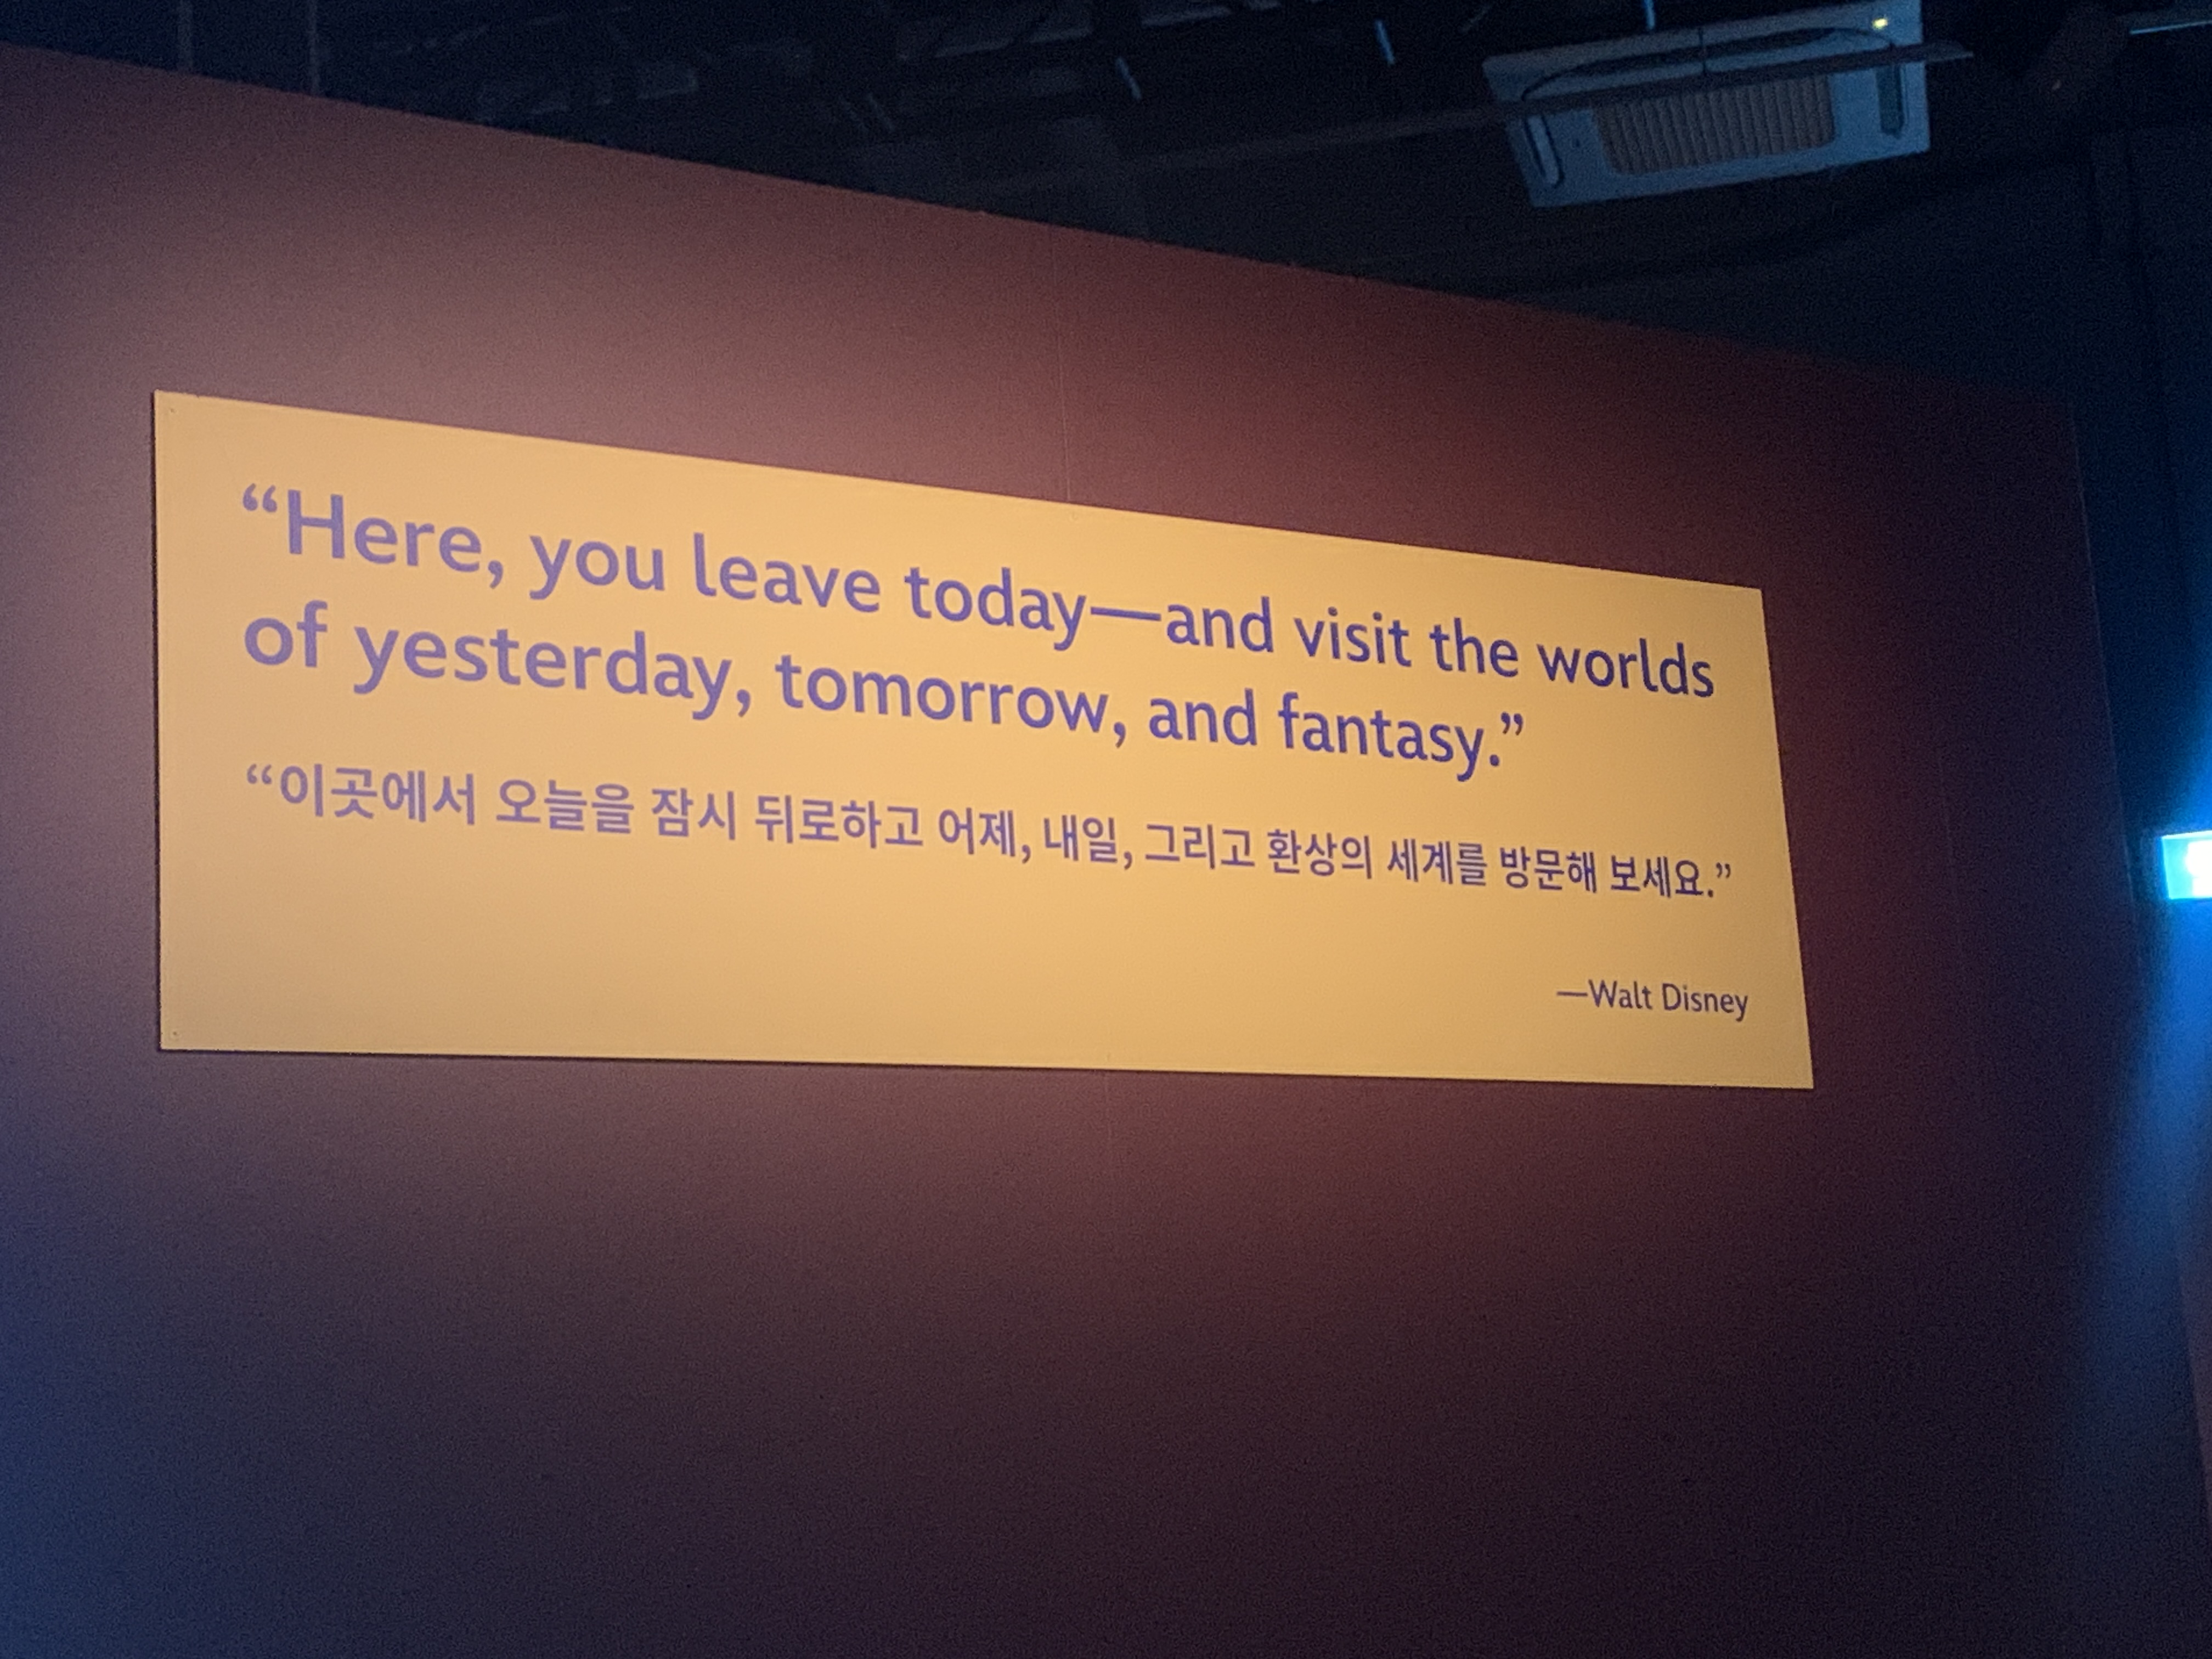 “Here, you leave today—and visit the worlds
of yesterday, tomorrow, and fantasy.”
“이곳에서 오늘을 잠시 뒤로하고 어제, 내일, 그리고 환상의 세계를 방문해 보세요.”
—Walt Disney